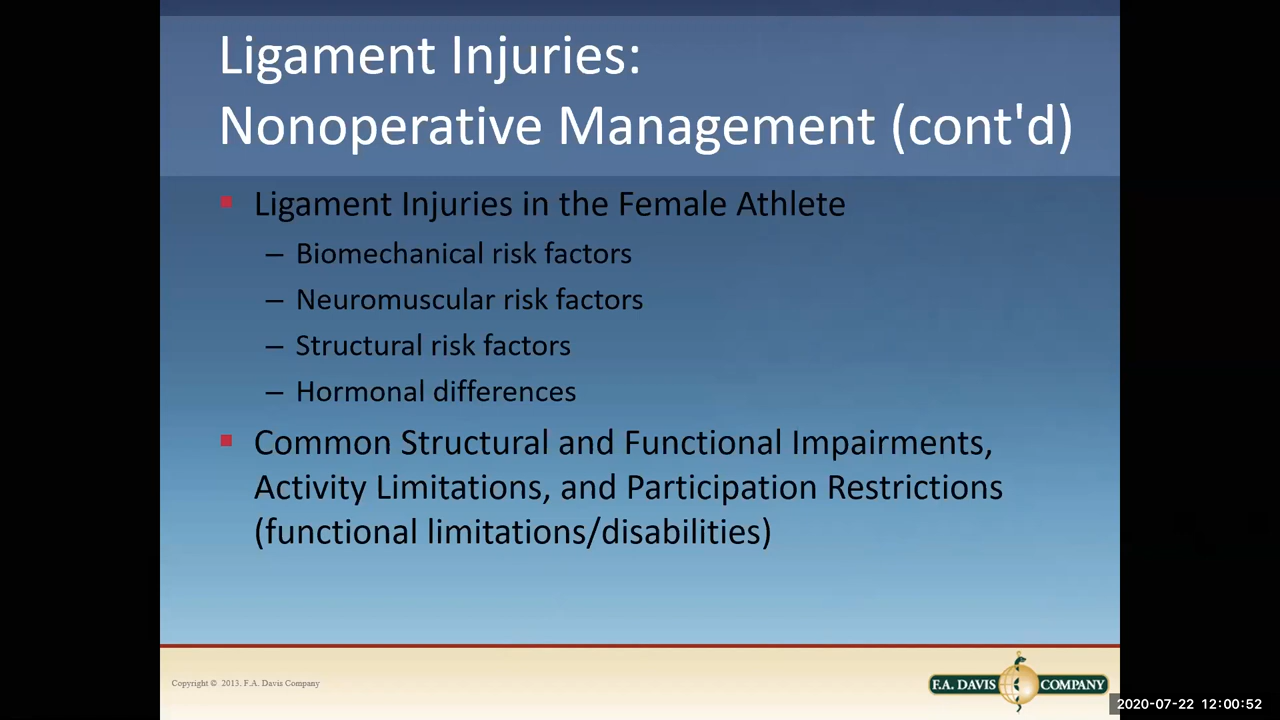 Ligament Injuries:
Nonoperative Management (cont'd)
Ligament Injuries in the Female Athlete
– Biomechanical risk factors
– Neuromuscular risk factors
– Structural risk factors
– Hormonal differences
Common Structural and Functional Impairments,
Activity Limitations, and Participation Restrictions
(functional limitations/disabilities)
Copyright © 2013. F.A. Davis Company
F.A. DAVIS COMPANY
2020-07-22 12:00:52